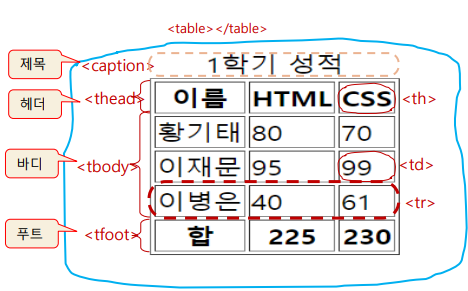 <table></table>
제목 <caption> 1학기 성적
헤더 <thead> 이름 HTML CSS <th>
황기태 80 70
바디 <tbody> 이재문 95 99 <td>
이병은 40 61 <tr>
푸트 <tfoot> 합 225 230